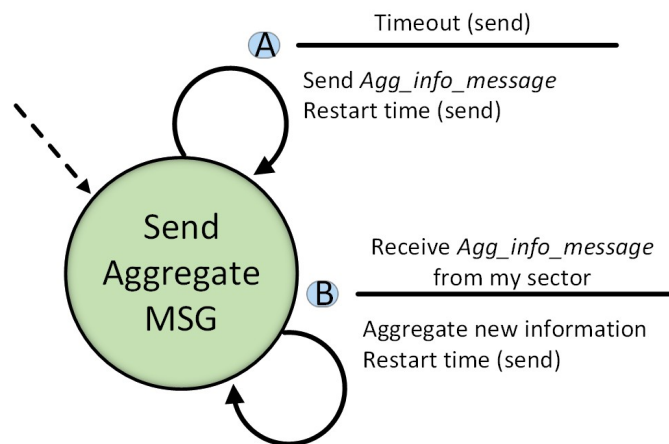 A
Timeout (send)
Send Agg_info_message
Restart time (send)
Send
Aggregate
MSG
B
Receive Agg_info_message
from my sector
Aggregate new information
Restart time (send)